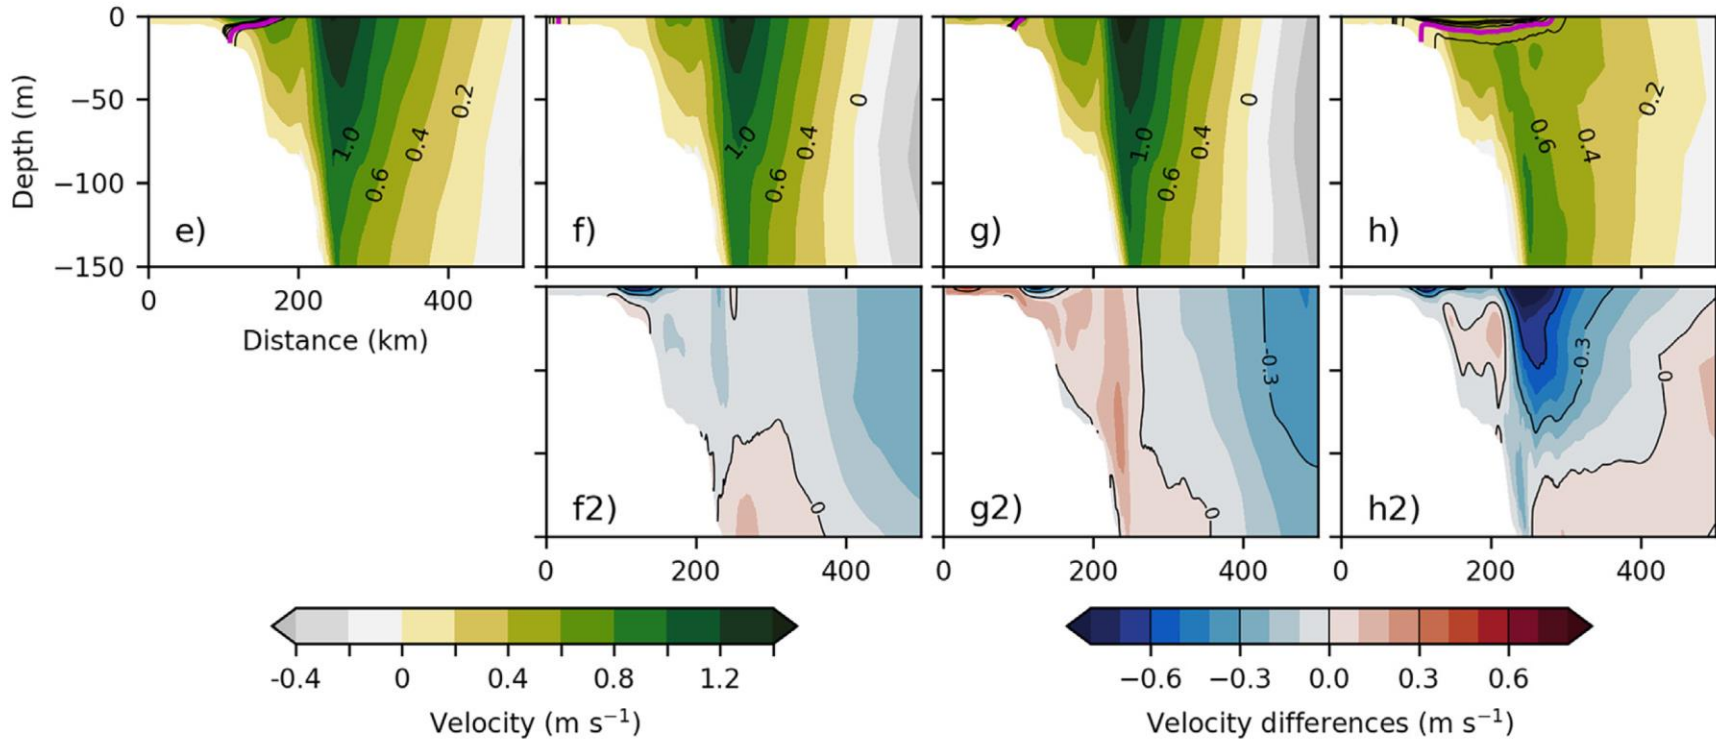 0
−50
−100
−150
Depth (m)
e)
1.0
0.6
0.4
0.2
f)
1.0
0.6
0.4
0
g)
1.0
0.6
0.4
0
h)
0.6
0.4
0.2
0 200 400
Distance (km)
f2)
0
g2)
0
-0.3
h2)
-0.3
0
0 200 400
0 200 400
0 200 400
-0.4 0 0.4 0.8 1.2
Velocity (m s⁻¹)
−0.6 −0.3 0.0 0.3 0.6
Velocity differences (m s⁻¹)